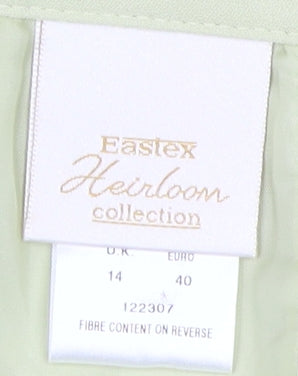 Eastex
Heirloom
collection
U.K. EURO
14 40
122307
FIBRE CONTENT ON REVERSE